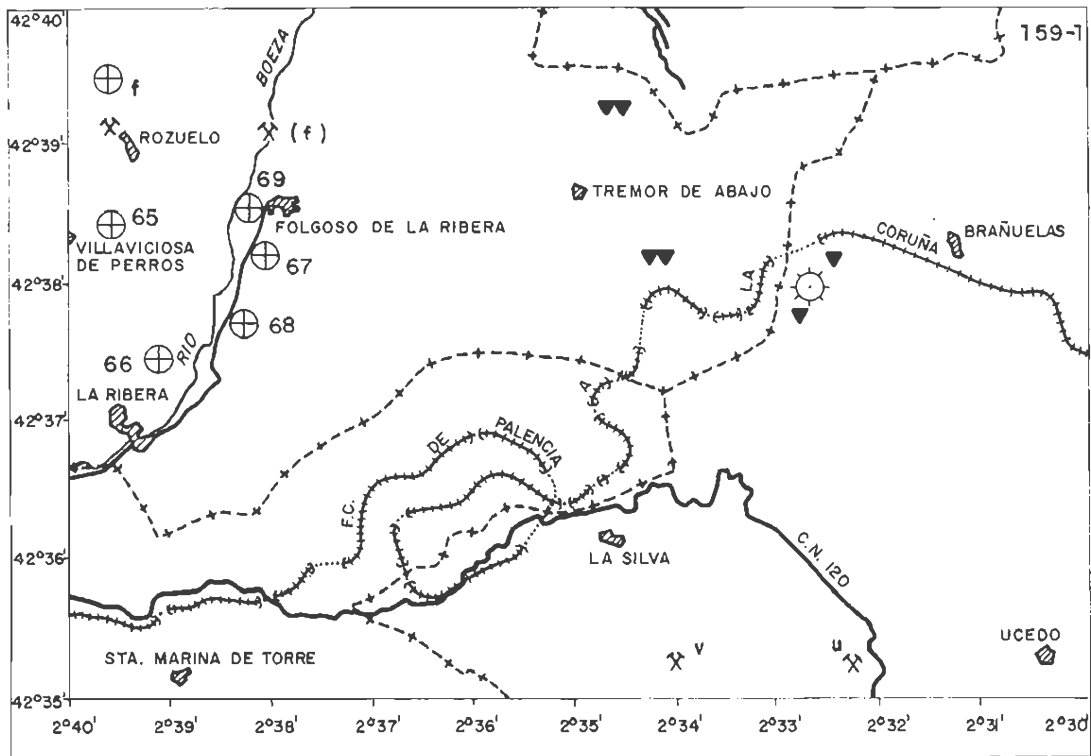 42°40'
159-1
BOEZA
f
(f)
ROZUELO
42°39'
69
TREMOR DE ABAJO
65
FOLGOSO DE LA RIBERA
CORUÑA
BRAÑUELAS
VILLAVICIOSA
DE PERROS
67
LA
42°38'
68
RIO
66
LA RIBERA
A
42°37'
PALENCIA
DE
F.C.
42°36'
LA SILVA
C.N. 120
v
u
UCEDO
STA. MARINA DE TORRE
42°35'
2°40' 2°39' 2°38' 2°37' 2°36' 2°35' 2°34' 2°33' 2°32' 2°31' 2°30'